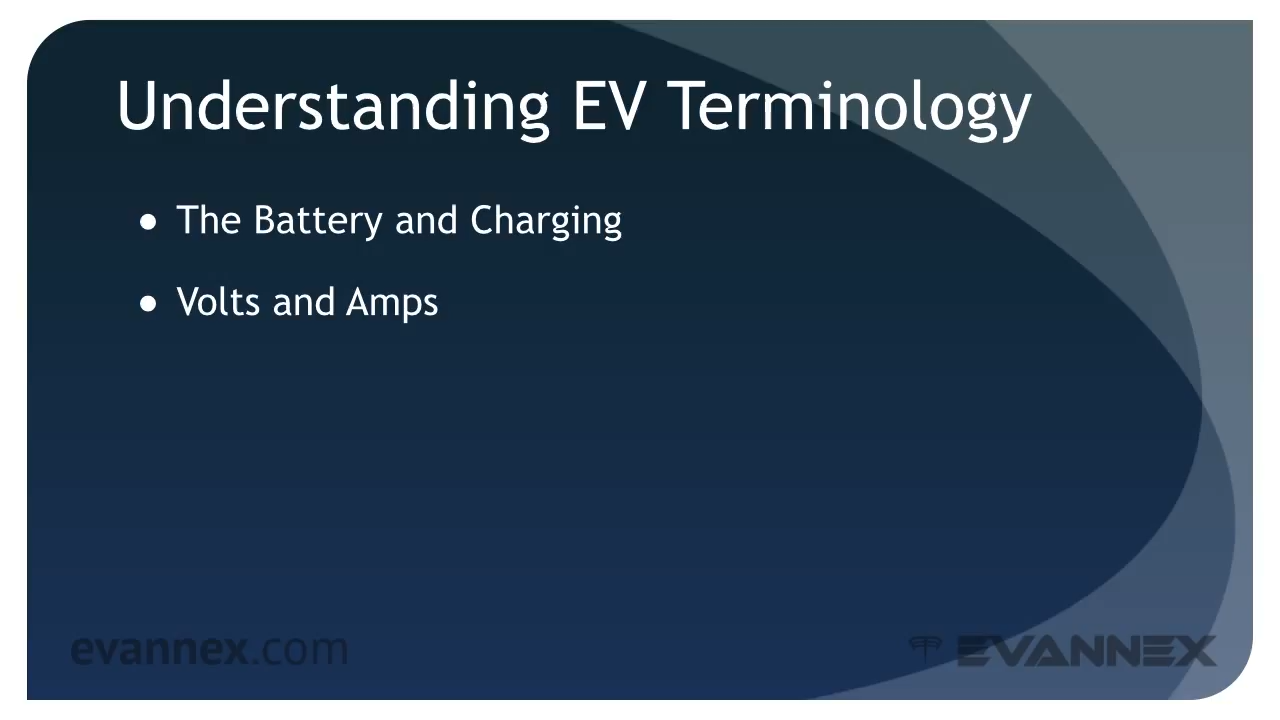 Understanding EV Terminology
● The Battery and Charging
● Volts and Amps
evannex.com
EVANNEX